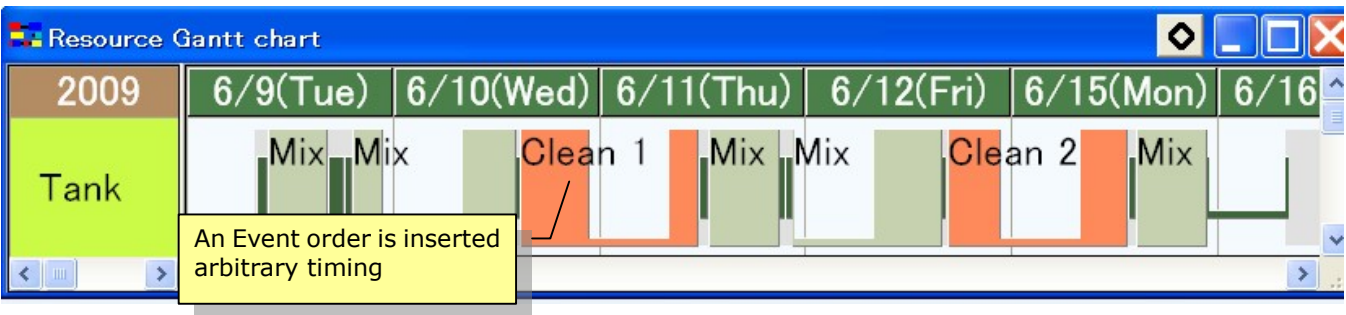 Resource Gantt chart
2009 6/9(Tue) 6/10(Wed) 6/11(Thu) 6/12(Fri) 6/15(Mon) 6/16
Mix Mix Clean 1 Mix Mix Clean 2 Mix
Tank
An Event order is inserted
arbitrary timing